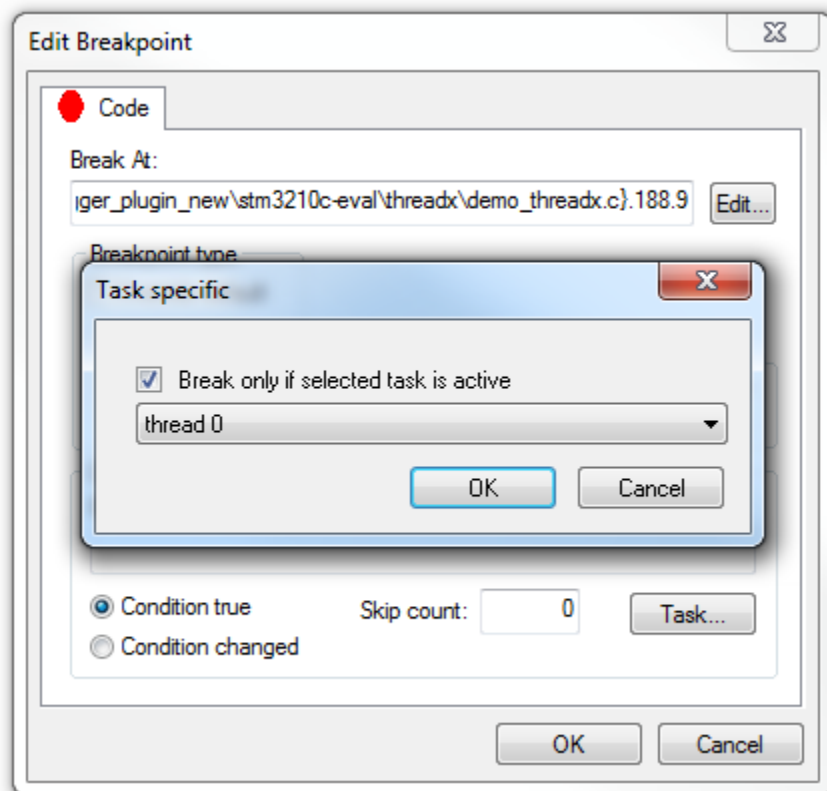 Edit Breakpoint
Code
Break At:
ıger_plugin_new\stm3210c-eval\threadx\demo_threadx.c}.188.9
Edit...
Breakpoint type
Task specific
Break only if selected task is active
thread 0
OK
Cancel
Condition true
Skip count:
0
Task...
Condition changed
OK
Cancel